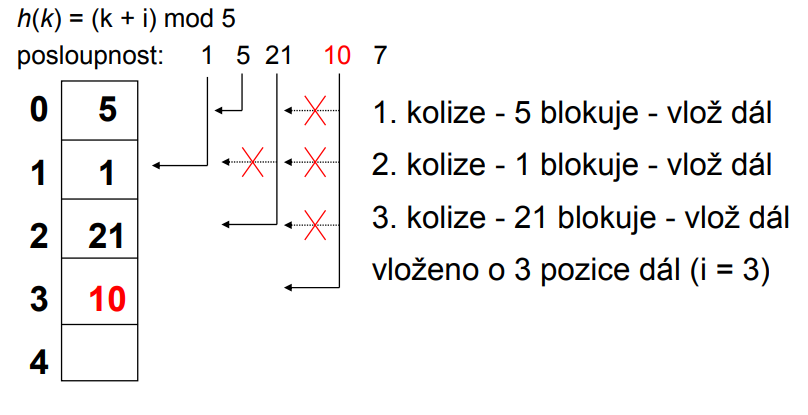 h(k) = (k + i) mod 5
posloupnost: 1 5 21 10 7
0 5
1 1
2 21
3 10
4
1. kolize - 5 blokuje - vlož dál
2. kolize - 1 blokuje - vlož dál
3. kolize - 21 blokuje - vlož dál
vloženo o 3 pozice dál (i = 3)